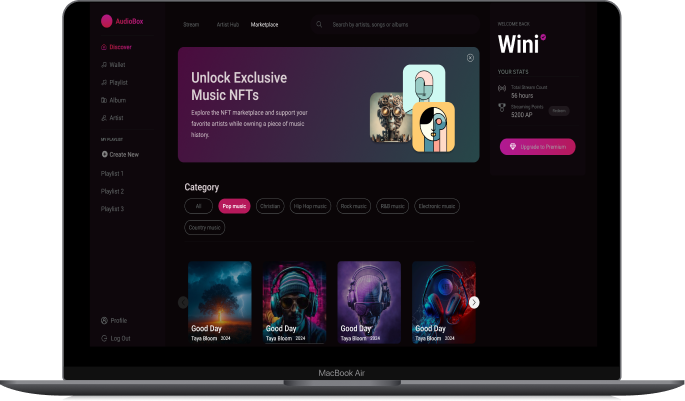 AudioBox
Stream
Artist Hub
Marketplace
Search by artists, songs or albums
Discover
Wallet
Playlist
Album
Artist
MY PLAYLIST
Create New
Playlist 1
Playlist 2
Playlist 3
Profile
Log Out
Unlock Exclusive
Music NFTs
Explore the NFT marketplace and support your
favorite artists while owning a piece of music
history.
Category
All
Pop music
Christian
Hip Hop music
Rock music
R&B music
Electronic music
Country music
Good Day
Taya Bloom 2024
Good Day
Taya Bloom 2024
Good Day
Taya Bloom 2024
Good Day
Taya Bloom 2024
WELCOME BACK
Wini
YOUR STATS
Total Stream Count
56 hours
Streaming Points
5200 AP
Upgrade to Premium
MacBook Air